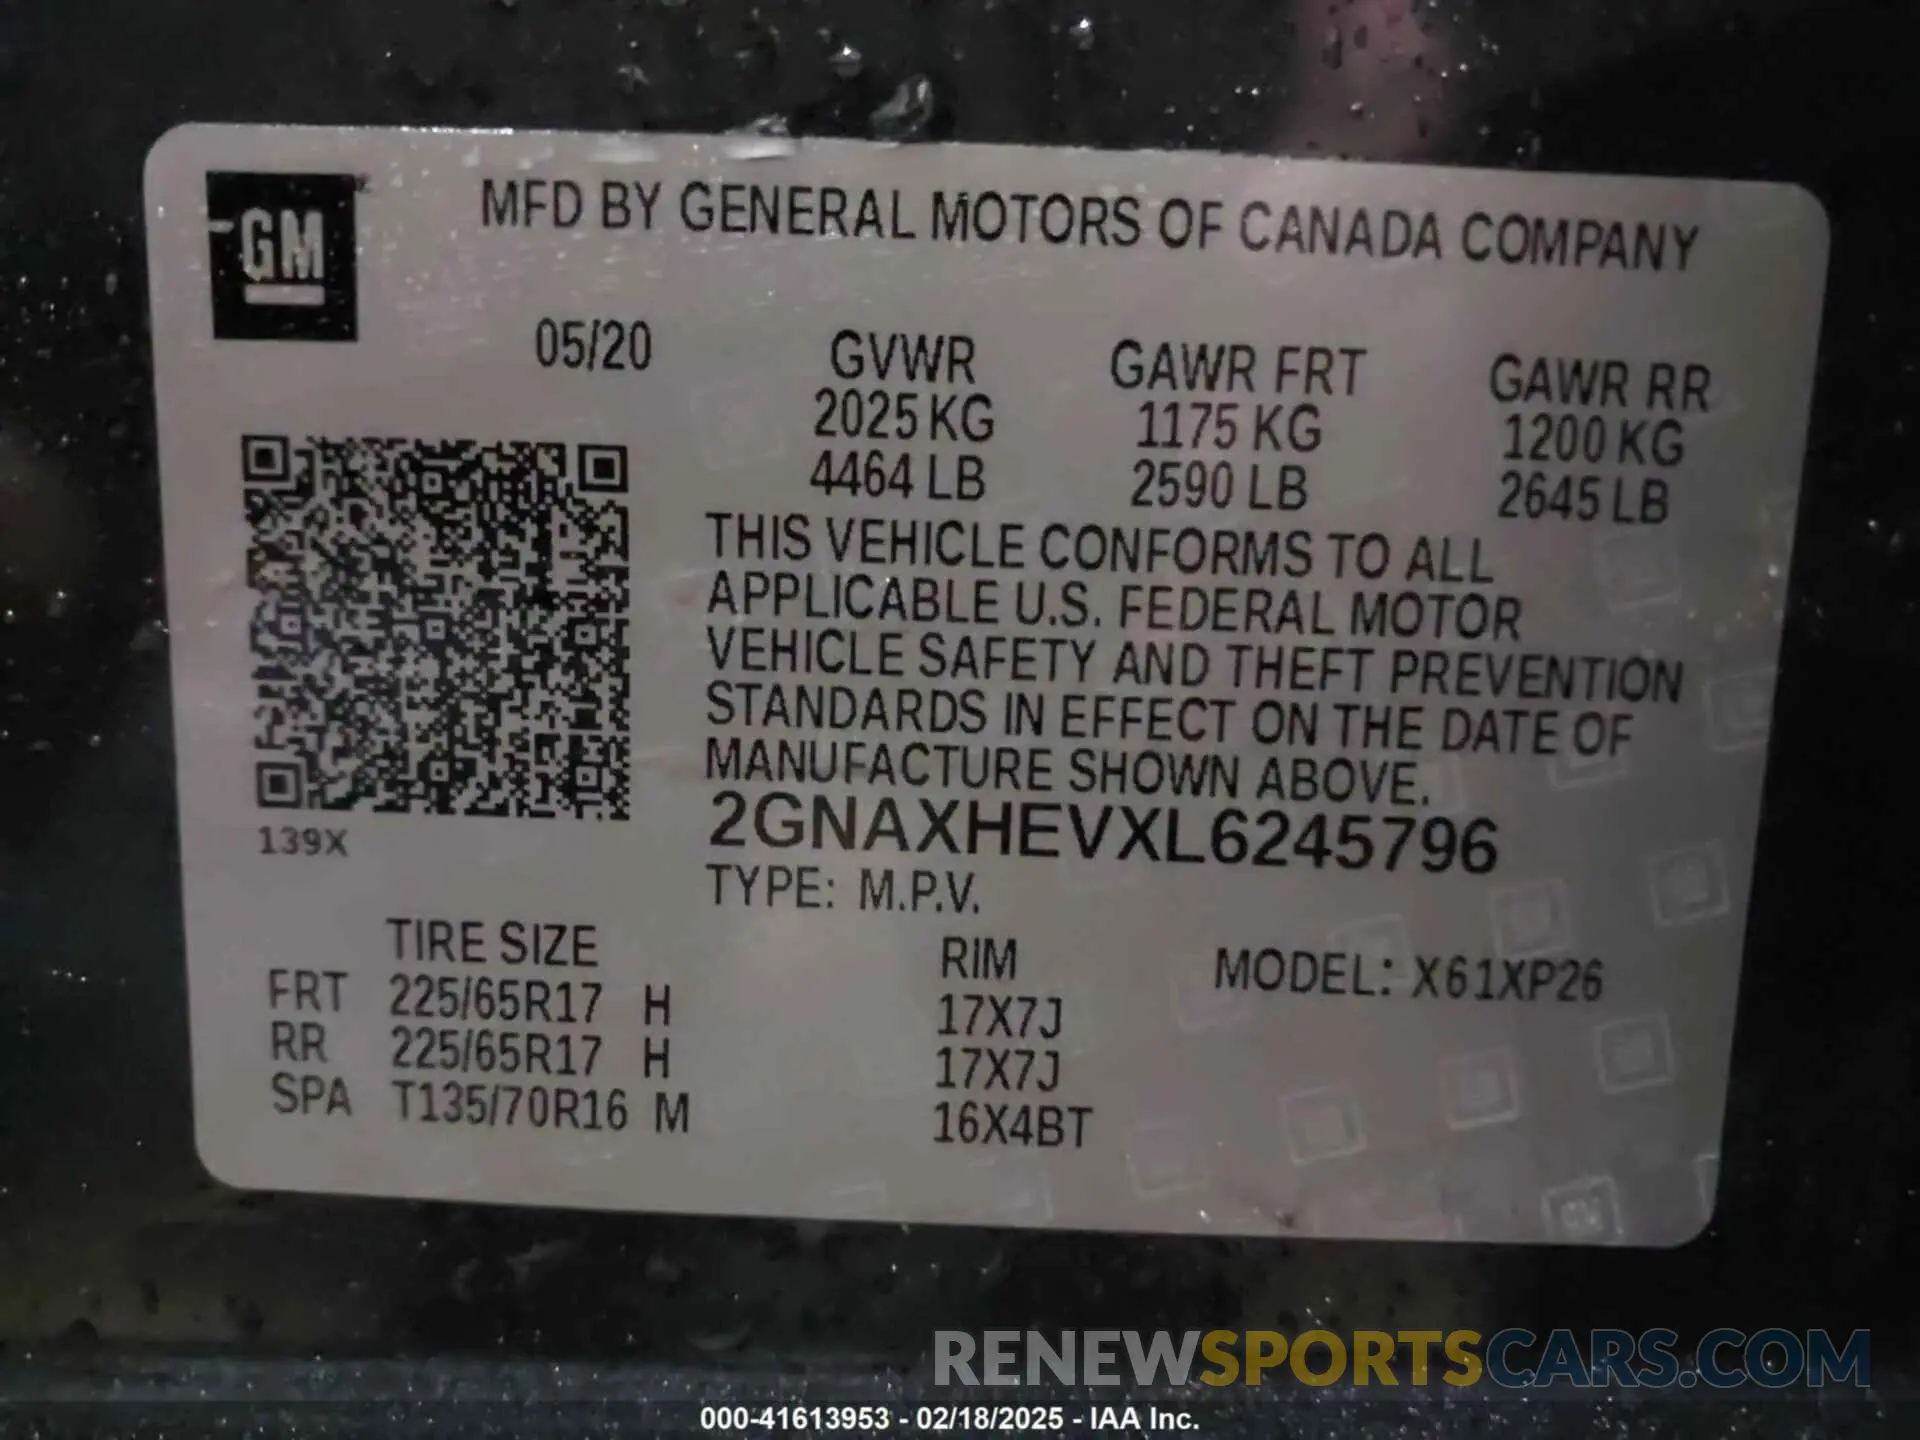 GM
MFD BY GENERAL MOTORS OF CANADA COMPANY
05/20
GVWR GAWR FRT GAWR RR
2025 KG 1175 KG 1200 KG
4464 LB 2590 LB 2645 LB
THIS VEHICLE CONFORMS TO ALL
APPLICABLE U.S. FEDERAL MOTOR
VEHICLE SAFETY AND THEFT PREVENTION
STANDARDS IN EFFECT ON THE DATE OF
MANUFACTURE SHOWN ABOVE.
2GNAXHEVXL6245796
139X
TYPE: M.P.V.
TIRE SIZE RIM MODEL: X61XP26
FRT 225/65R17 H 17X7J
RR 225/65R17 H 17X7J
SPA T135/70R16 M 16X4BT
RENEWSPORTSCARS.COM
000-41613953 - 02/18/2025 - IAA Inc.